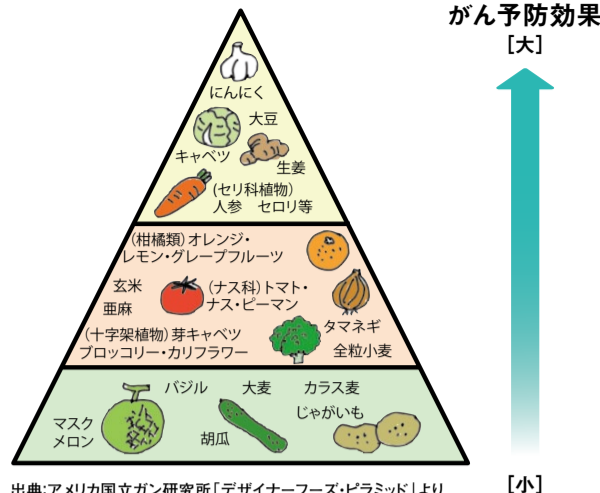 がん予防効果
[大]
にんにく
大豆
キャベツ
生姜
(セリ科植物)
人参 セロリ等
(柑橘類)オレンジ・
レモン・グレープフルーツ
玄米
亜麻
(ナス科)トマト・
ナス・ピーマン
タマネギ
(十字架植物)芽キャベツ
ブロッコリー・カリフラワー
全粒小麦
バジル
大麦
カラス麦
じゃがいも
マスク
メロン
胡瓜
[小]
出典:アメリカ国立ガン研究所「デザイナーフーズ・ピラミッド」より